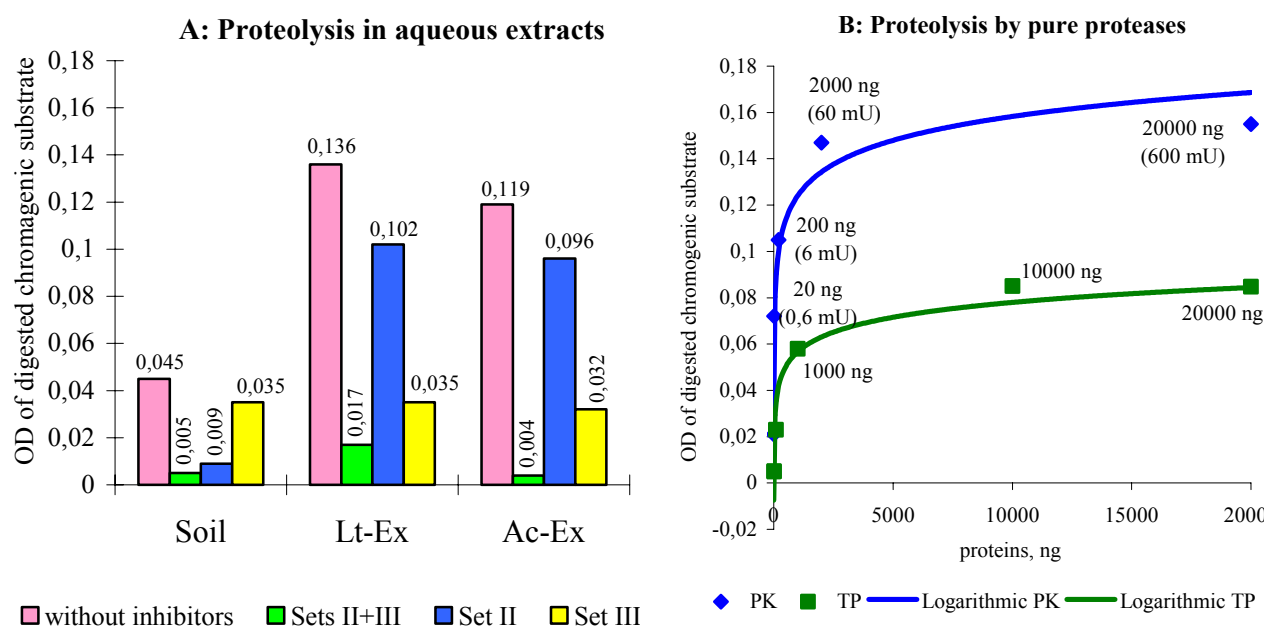 A: Proteolysis in aqueous extracts
OD of digested chromagenic substrate
0,18
0,16
0,14
0,12
0,1
0,08
0,06
0,04
0,02
0
0,045
0,005
0,009
0,035
0,136
0,017
0,102
0,035
0,119
0,004
0,096
0,032
Soil Lt-Ex Ac-Ex
without inhibitors Sets II+III Set II Set III
B: Proteolysis by pure proteases
OD of digested chromogenic substrate
0,18
0,16
0,14
0,12
0,1
0,08
0,06
0,04
0,02
0
-0,02
2000 ng
(60 mU)
20000 ng
(600 mU)
200 ng
(6 mU)
20 ng
(0,6 mU)
10000 ng
20000 ng
1000 ng
0 5000 10000 15000 2000
proteins, ng
PK TP Logarithmic PK Logarithmic TP